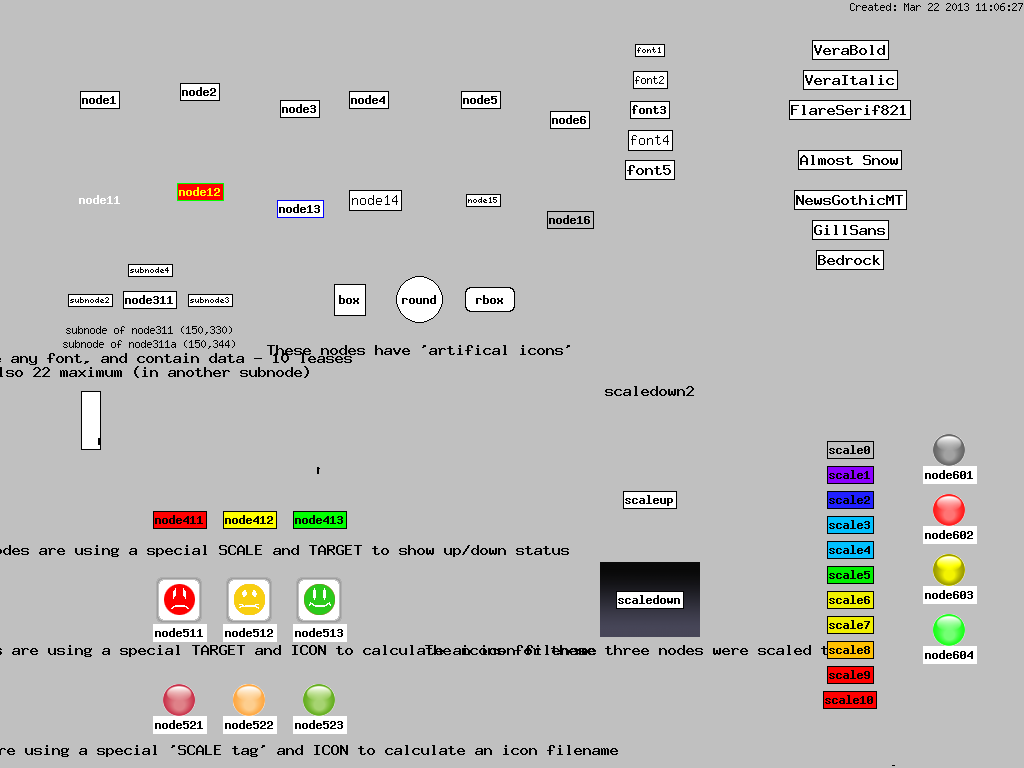 Created: Mar 22 2013 11:06:27
font1
VeraBold
node1
node2
node3
node4
node5
node6
font2
VeraItalic
font3
FlareSerif821
font4
Almost Snow
font5
node11
node12
node13
node14
node15
node16
NewsGothicMT
GillSans
Bedrock
subnode4
subnode2
node311
subnode3
box
round
rbox
subnode of node311 (150,330)
subnode of node311a (150,344)
These nodes have 'artifical icons'
any font, and contain data - 10 leases
lso 22 maximum (in another subnode)
scaledown2
scale0
node601
scale1
scaleup
scale2
node602
node411
node412
node413
scale3
odes are using a special SCALE and TARGET to show up/down status
scale4
scale5
node603
scaledown
scale6
node511
node512
node513
scale7
s are using a special TARGET and ICON to calculate an icon filename
The icons for these three nodes were scaled t
scale8
node604
scale9
scale10
node521
node522
node523
re using a special 'SCALE tag' and ICON to calculate an icon filename